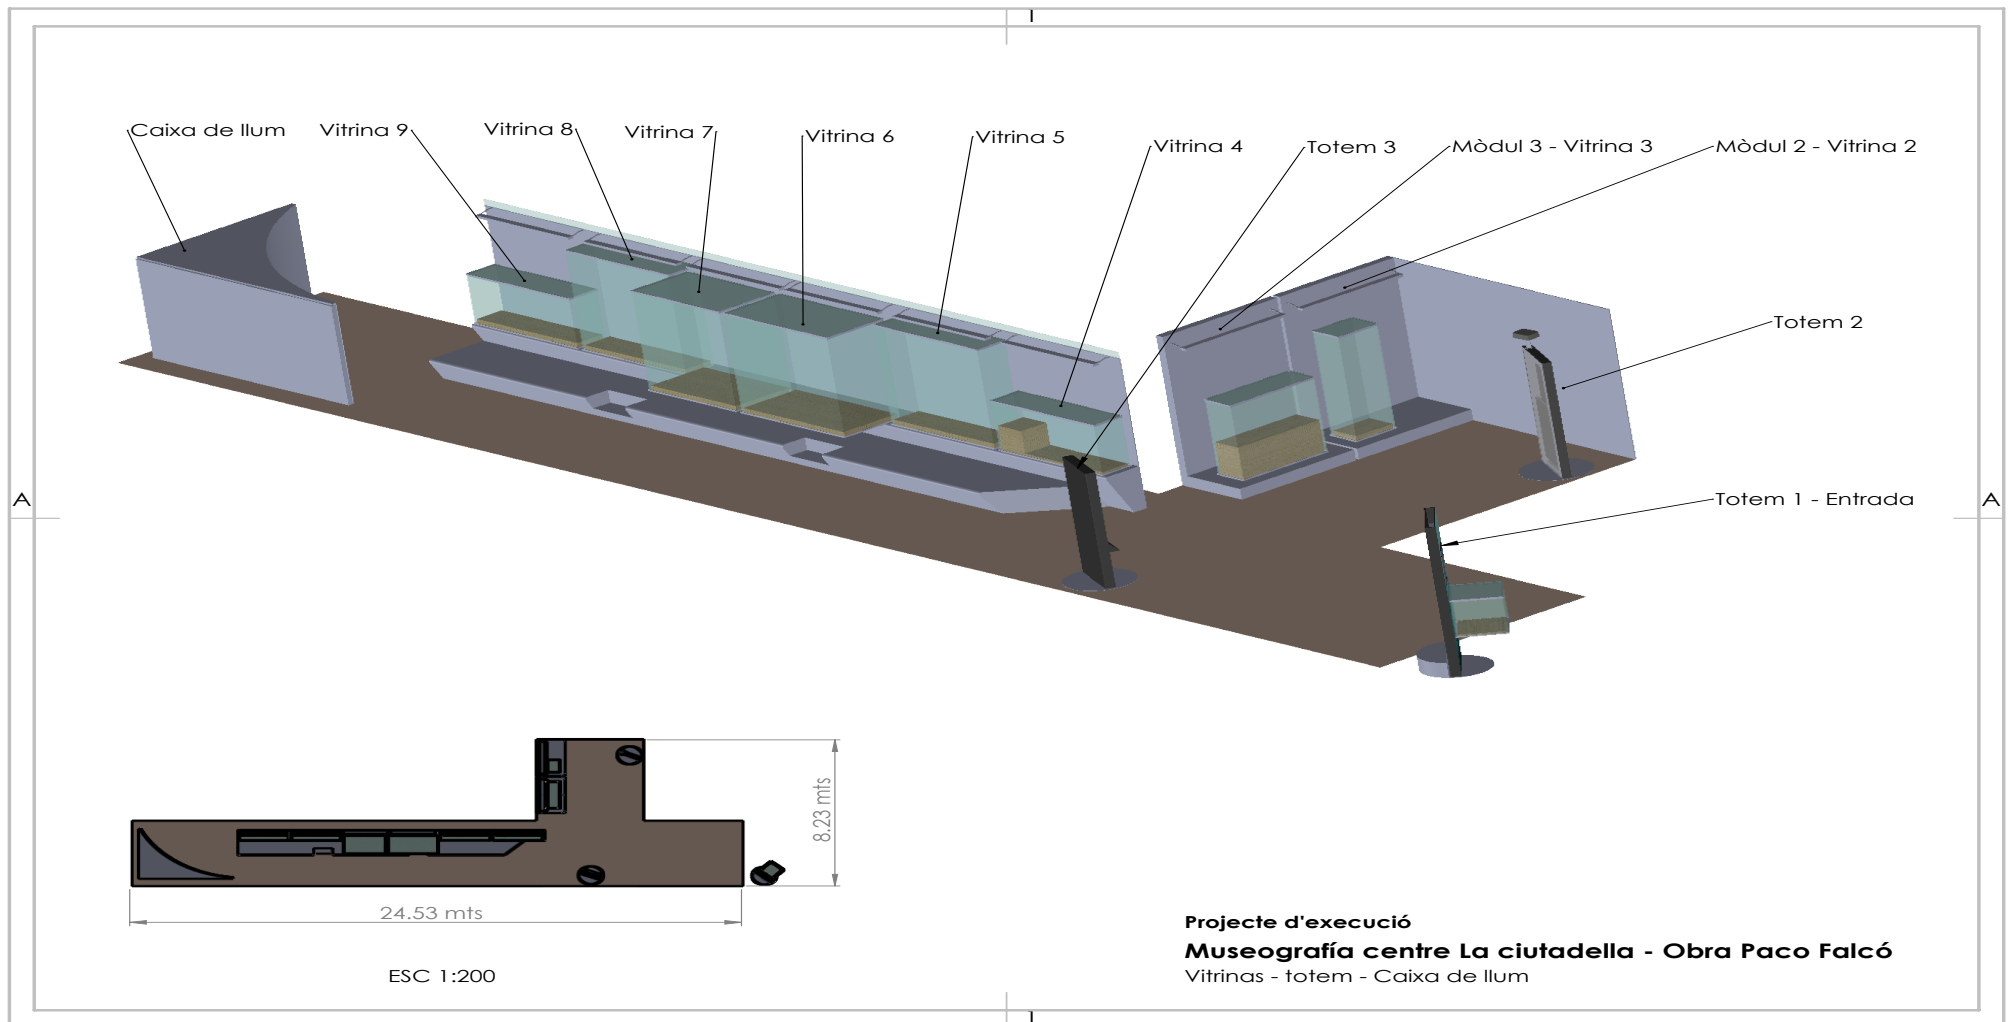 1
Caixa de llum
Vitrina 9
Vitrina 8
Vitrina 7
Vitrina 6
Vitrina 5
Vitrina 4
Totem 3
Mòdul 3 - Vitrina 3
Mòdul 2 - Vitrina 2
Totem 2
A
Totem 1 - Entrada
A
8.23 mts
24.53 mts
ESC 1:200
Projecte d'execució
Museografía centre La ciutadella - Obra Paco Falcó
Vitrinas - totem - Caixa de llum
1